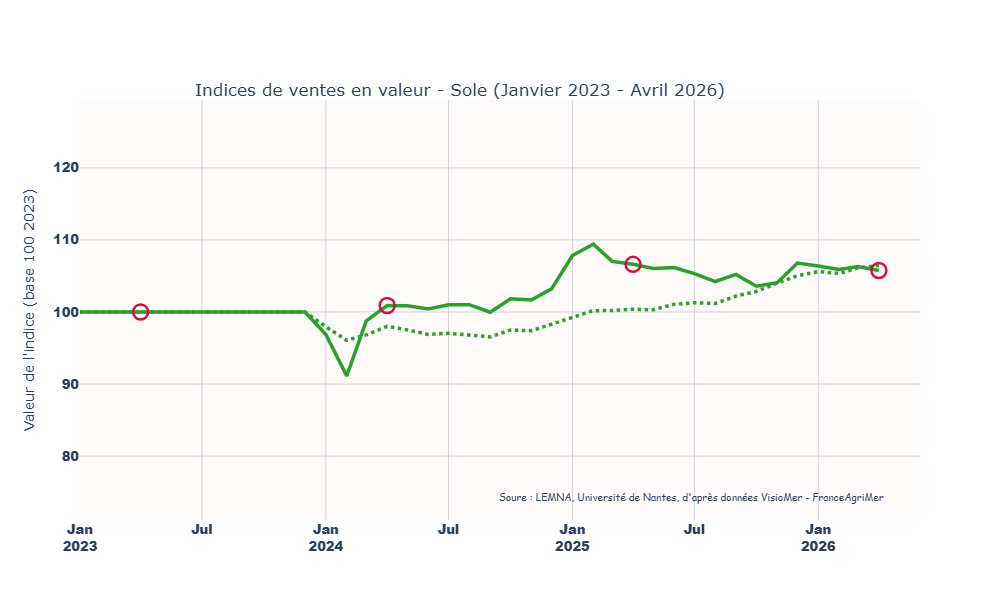 Indices de ventes en valeur - Sole (Janvier 2023 - Avril 2026)
Valeur de l'indice (base 100 2023)
120
110
100
90
80
Soure : LEMNA, Université de Nantes, d'après données VisioMer - FranceAgriMer
Jan Jul Jan Jul Jan Jul Jan
2023 2024 2025 2026